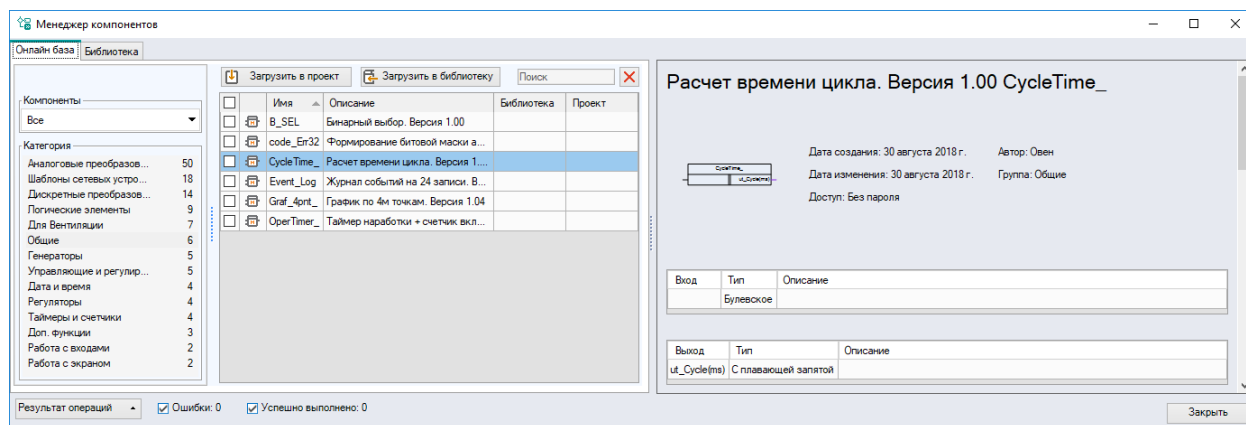 Менеджер компонентов
Онлайн база Библиотека
Загрузить в проект Загрузить в библиотеку Поиск
Компоненты
Все
Категория
Аналоговые преобразов... 50
Шаблоны сетевых устро... 18
Дискретные преобразов... 14
Логические элементы 9
Для Вентиляции 7
Общие 6
Генераторы 5
Управляющие и регулир... 5
Дата и время 4
Регуляторы 4
Таймеры и счетчики 4
Доп. функции 3
Работа с входами 2
Работа с экраном 2
Имя Описание Библиотека Проект
B_SEL Бинарный выбор. Версия 1.00
code_Err32 Формирование битовой маски а...
CycleTime_ Расчет времени цикла. Версия 1....
Event_Log Журнал событий на 24 записи. В...
Graf_4pnt_ График по 4м точкам. Версия 1.04
OperTimer_ Таймер наработки + счетчик вкл...
Расчет времени цикла. Версия 1.00 CycleTime_
CycleTime_
ut_Cycle(ms)
Дата создания: 30 августа 2018 г. Автор: Овен
Дата изменения: 30 августа 2018 г. Группа: Общие
Доступ: Без пароля
Вход Тип Описание
Булевское
Выход Тип Описание
ut_Cycle(ms) С плавающей запятой
Результат операций Ошибки: 0 Успешно выполнено: 0
Закрыть